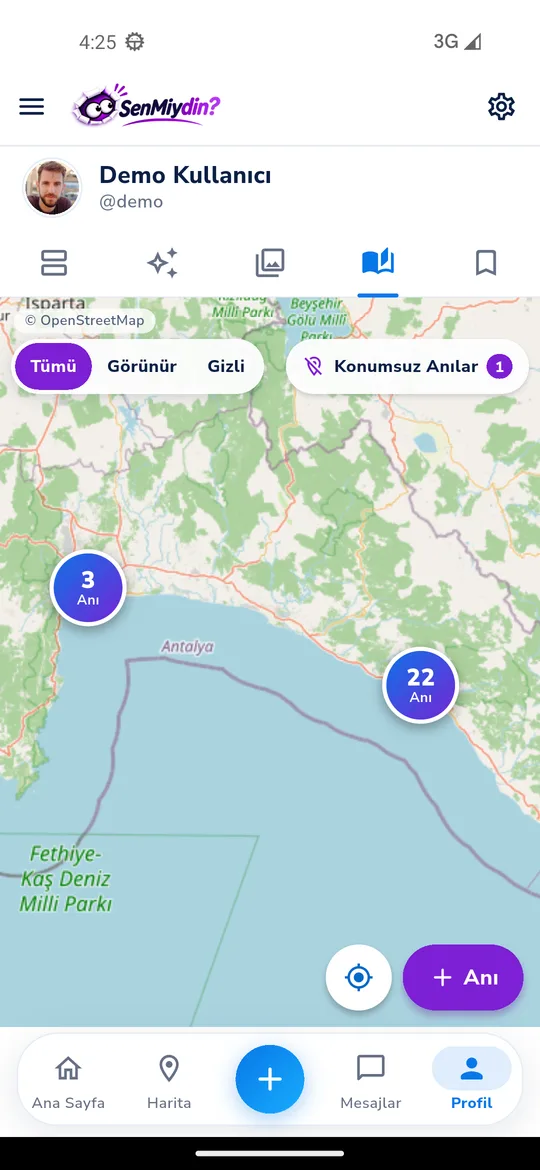 4:25
3G
SenMiydin?
Demo Kullanıcı
@demo
Isparta
Milli Parkı
Beyşehir
Gölü Milli
Parkı
© OpenStreetMap
Tümü
Görünür
Gizli
Konumsuz Anılar
1
3
Anı
Antalya
22
Anı
Fethiye-
Kaş Deniz
Milli Parkı
+ Anı
Ana Sayfa
Harita
Mesajlar
Profil